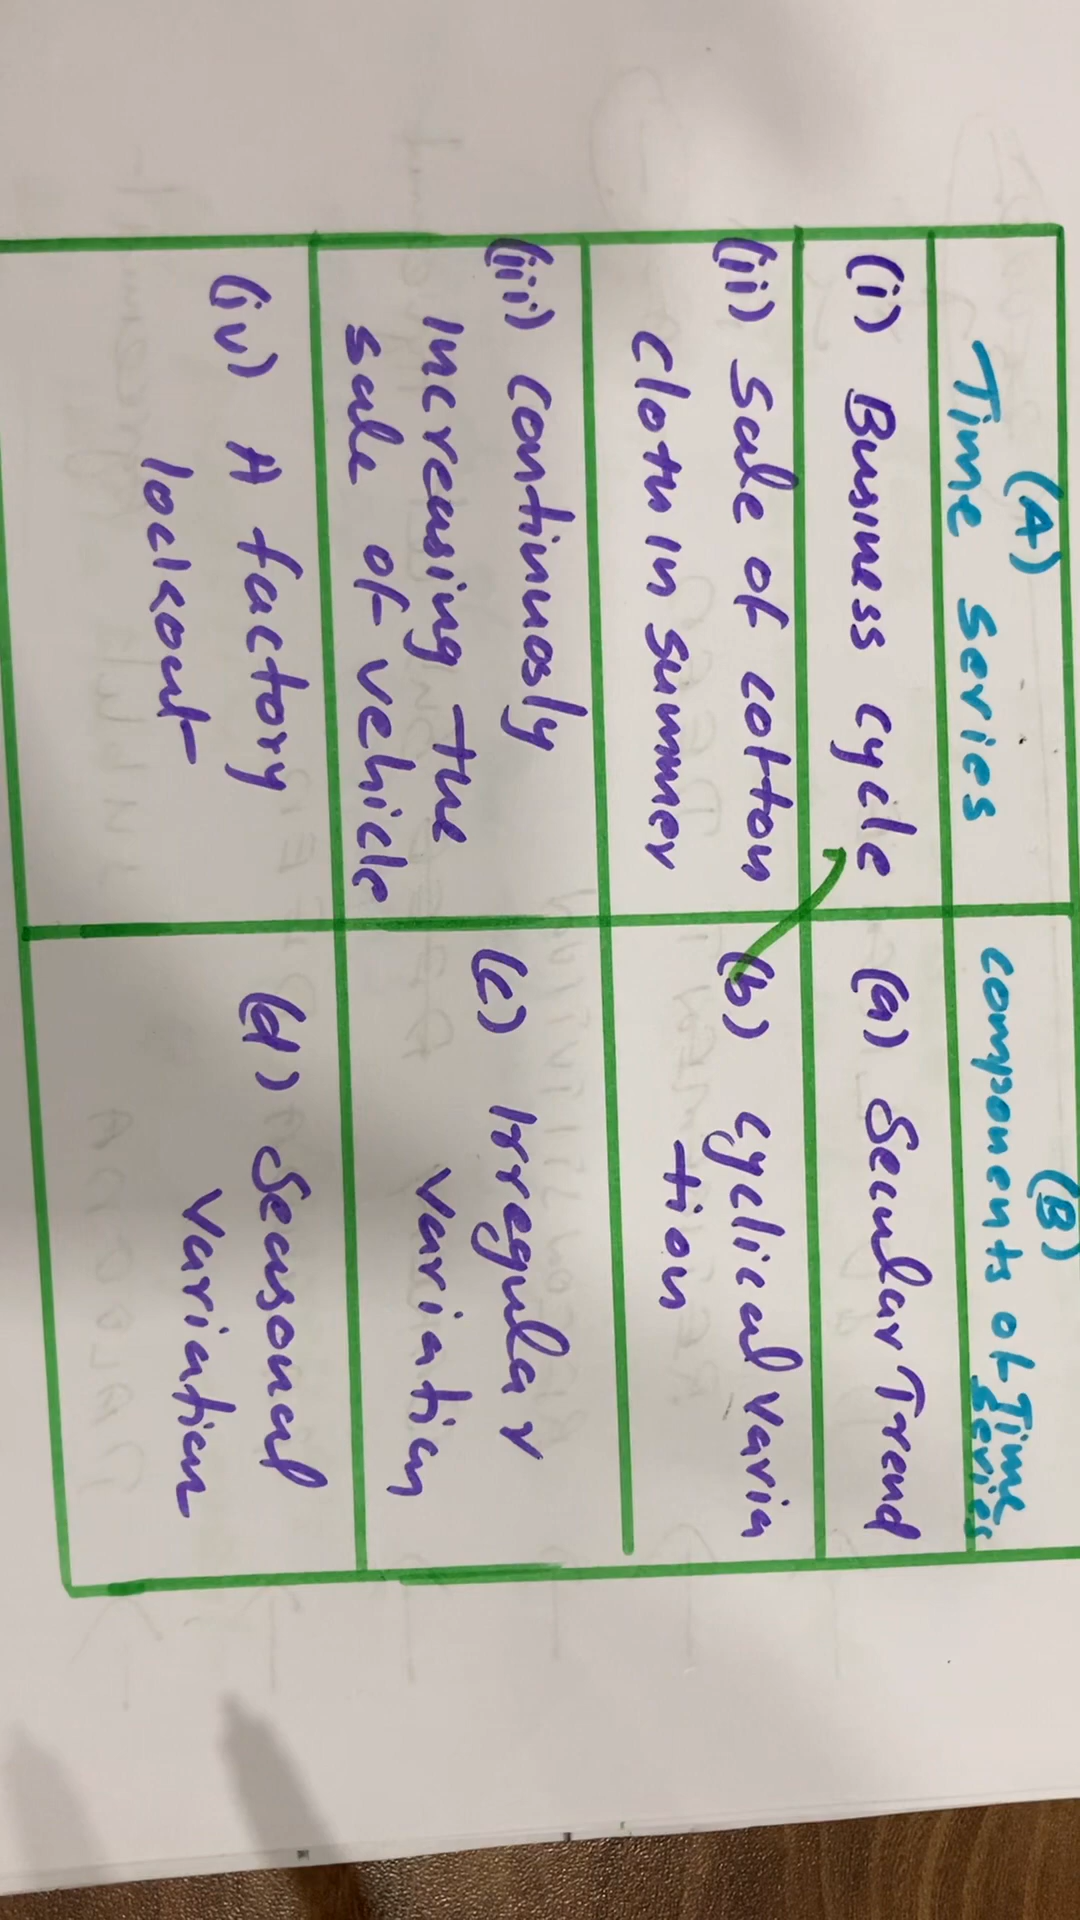 (A)
Time Series
(B)
components of Time
Series
(i) Business cycle
(a) Secular Trend
(ii) Sale of cotton
cloth in summer
(b) cyclical varia
tion
(iii) continuosly
Increasing the
sale of vehicle
(c) Irregular
variation
(iv) A factory
lockout
(d) Seasonal
variation